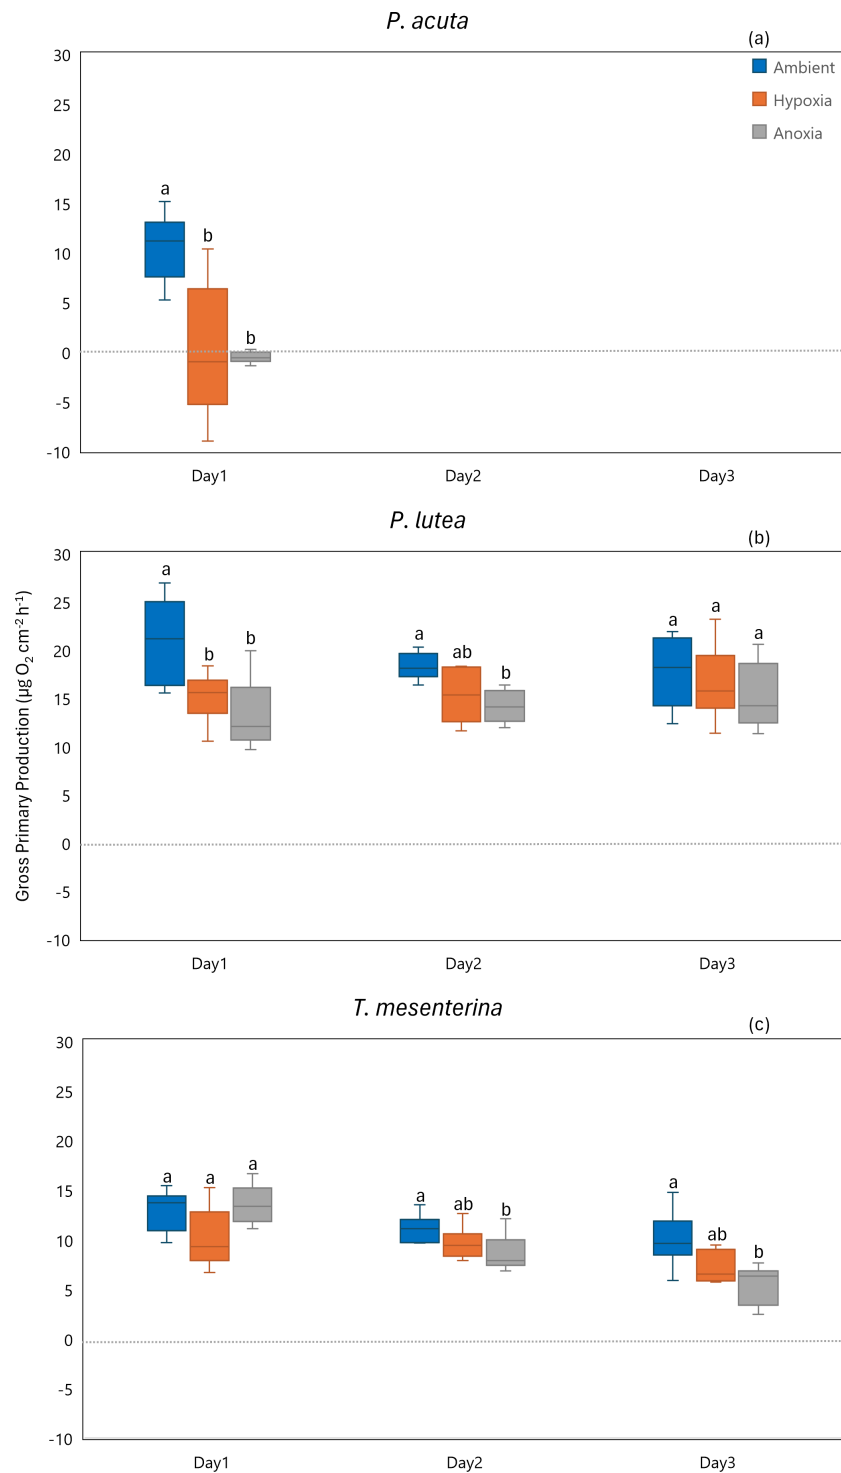 P. acuta
(a)
30
25
20
15
10
5
0
-5
-10
Ambient
Hypoxia
Anoxia
a
b
b
Day1
Day2
Day3
P. lutea
(b)
Gross Primary Production (µg O₂ cm⁻² h⁻¹)
30
25
20
15
10
5
0
-5
-10
a
b
b
a
ab
b
a
a
a
Day1
Day2
Day3
T. mesenterina
(c)
30
25
20
15
10
5
0
-5
-10
a
a
a
a
ab
b
a
ab
b
Day1
Day2
Day3